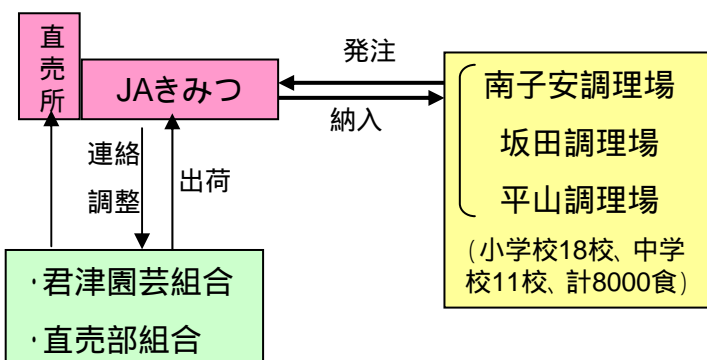 直売所
JAきみつ
発注
納入
連絡
調整
出荷
南子安調理場
坂田調理場
平山調理場
(小学校18校、中学
校11校、計8000食)
・君津園芸組合
・直売部組合